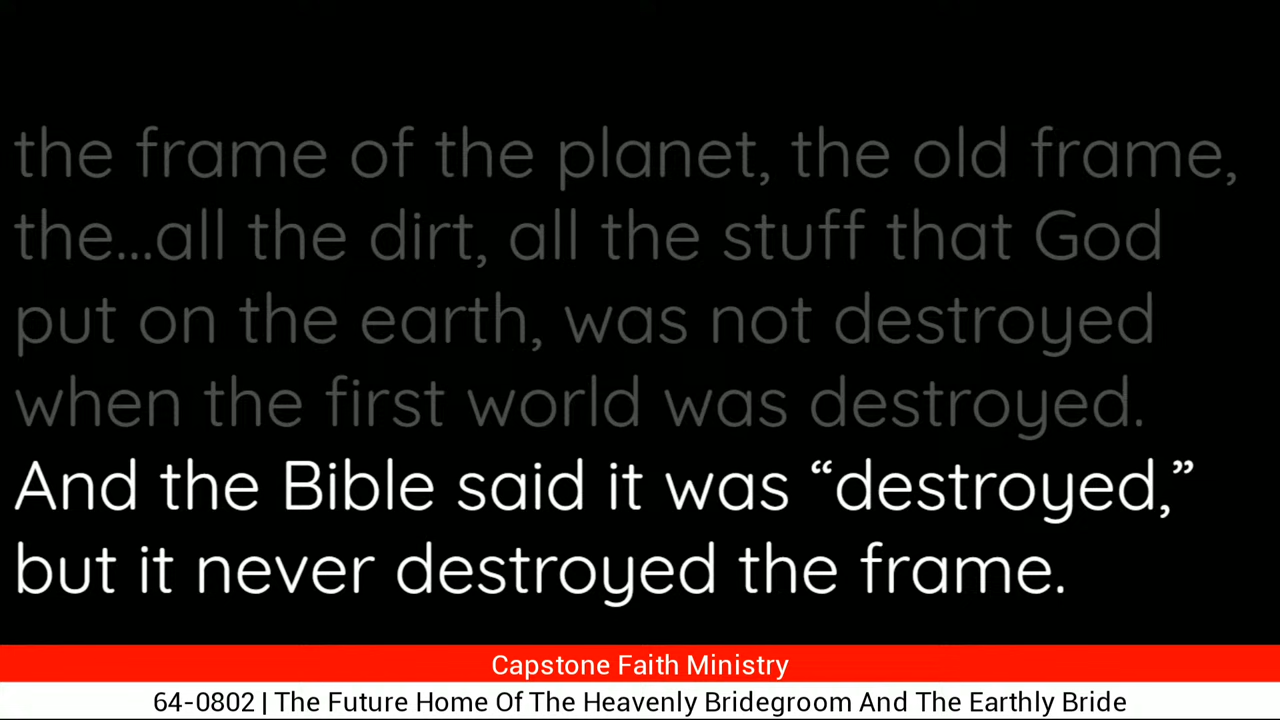 the frame of the planet, the old frame,
the...all the dirt, all the stuff that God
put on the earth, was not destroyed
when the first world was destroyed.
And the Bible said it was “destroyed,”
but it never destroyed the frame.
Capstone Faith Ministry
64-0802 | The Future Home Of The Heavenly Bridegroom And The Earthly Bride